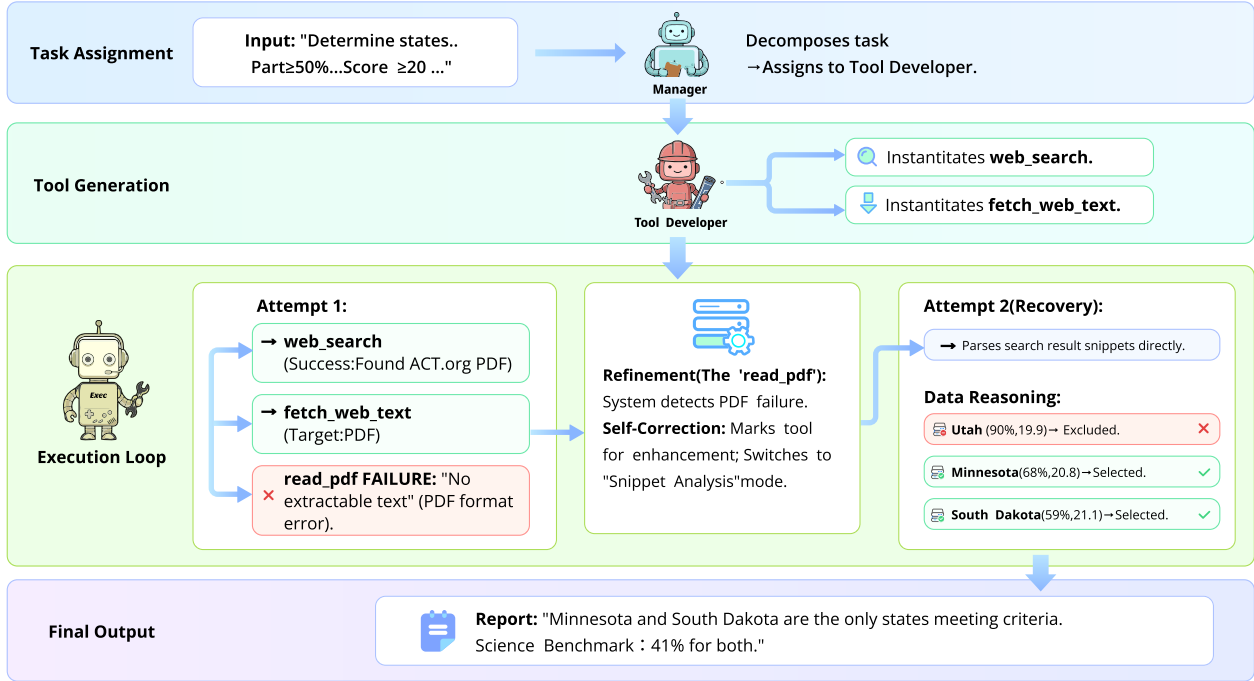 Task Assignment
Input: "Determine states..
Part≥50%...Score ≥20 ..."
Manager
Decomposes task
→Assigns to Tool Developer.
Tool Generation
Tool Developer
Instantitates web_search.
Instantitates fetch_web_text.
Exec
Execution Loop
Attempt 1:
→ web_search
(Success:Found ACT.org PDF)
→ fetch_web_text
(Target:PDF)
read_pdf FAILURE: "No
extractable text" (PDF format
error).
Refinement(The 'read_pdf'):
System detects PDF failure.
Self-Correction: Marks tool
for enhancement; Switches to
"Snippet Analysis"mode.
Attempt 2(Recovery):
→ Parses search result snippets directly.
Data Reasoning:
Utah (90%,19.9)→ Excluded.
Minnesota(68%,20.8)→Selected.
South Dakota(59%,21.1)→Selected.
Final Output
Report: "Minnesota and South Dakota are the only states meeting criteria.
Science Benchmark：41% for both."